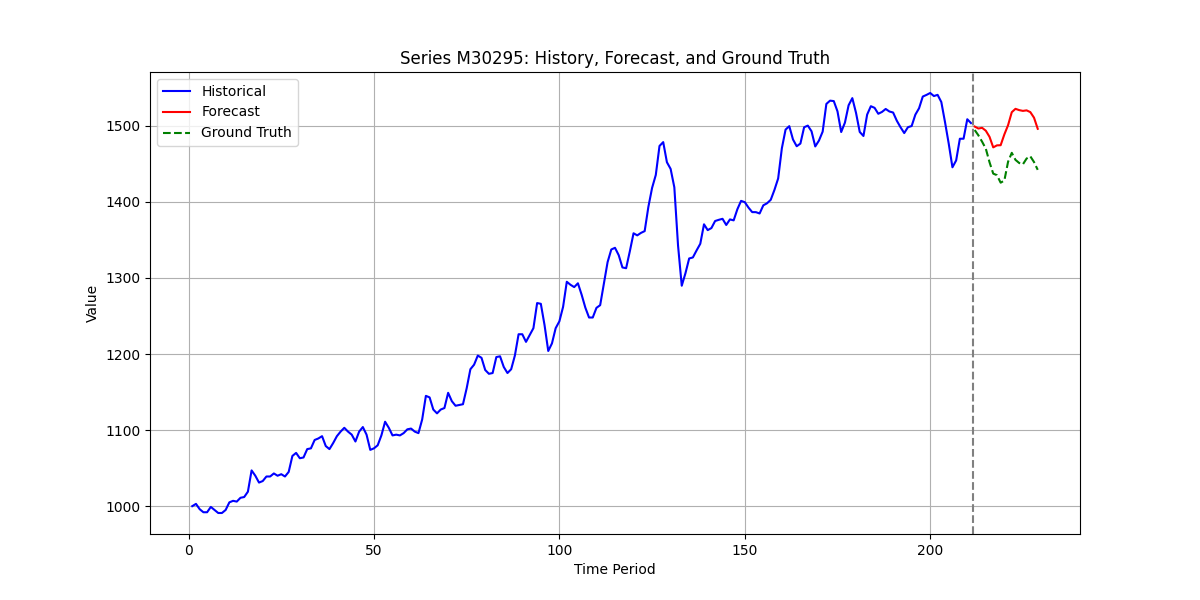 Series M30295: History, Forecast, and Ground Truth
Historical
Forecast
Ground Truth
Value
1500
1400
1300
1200
1100
1000
0 50 100 150 200
Time Period